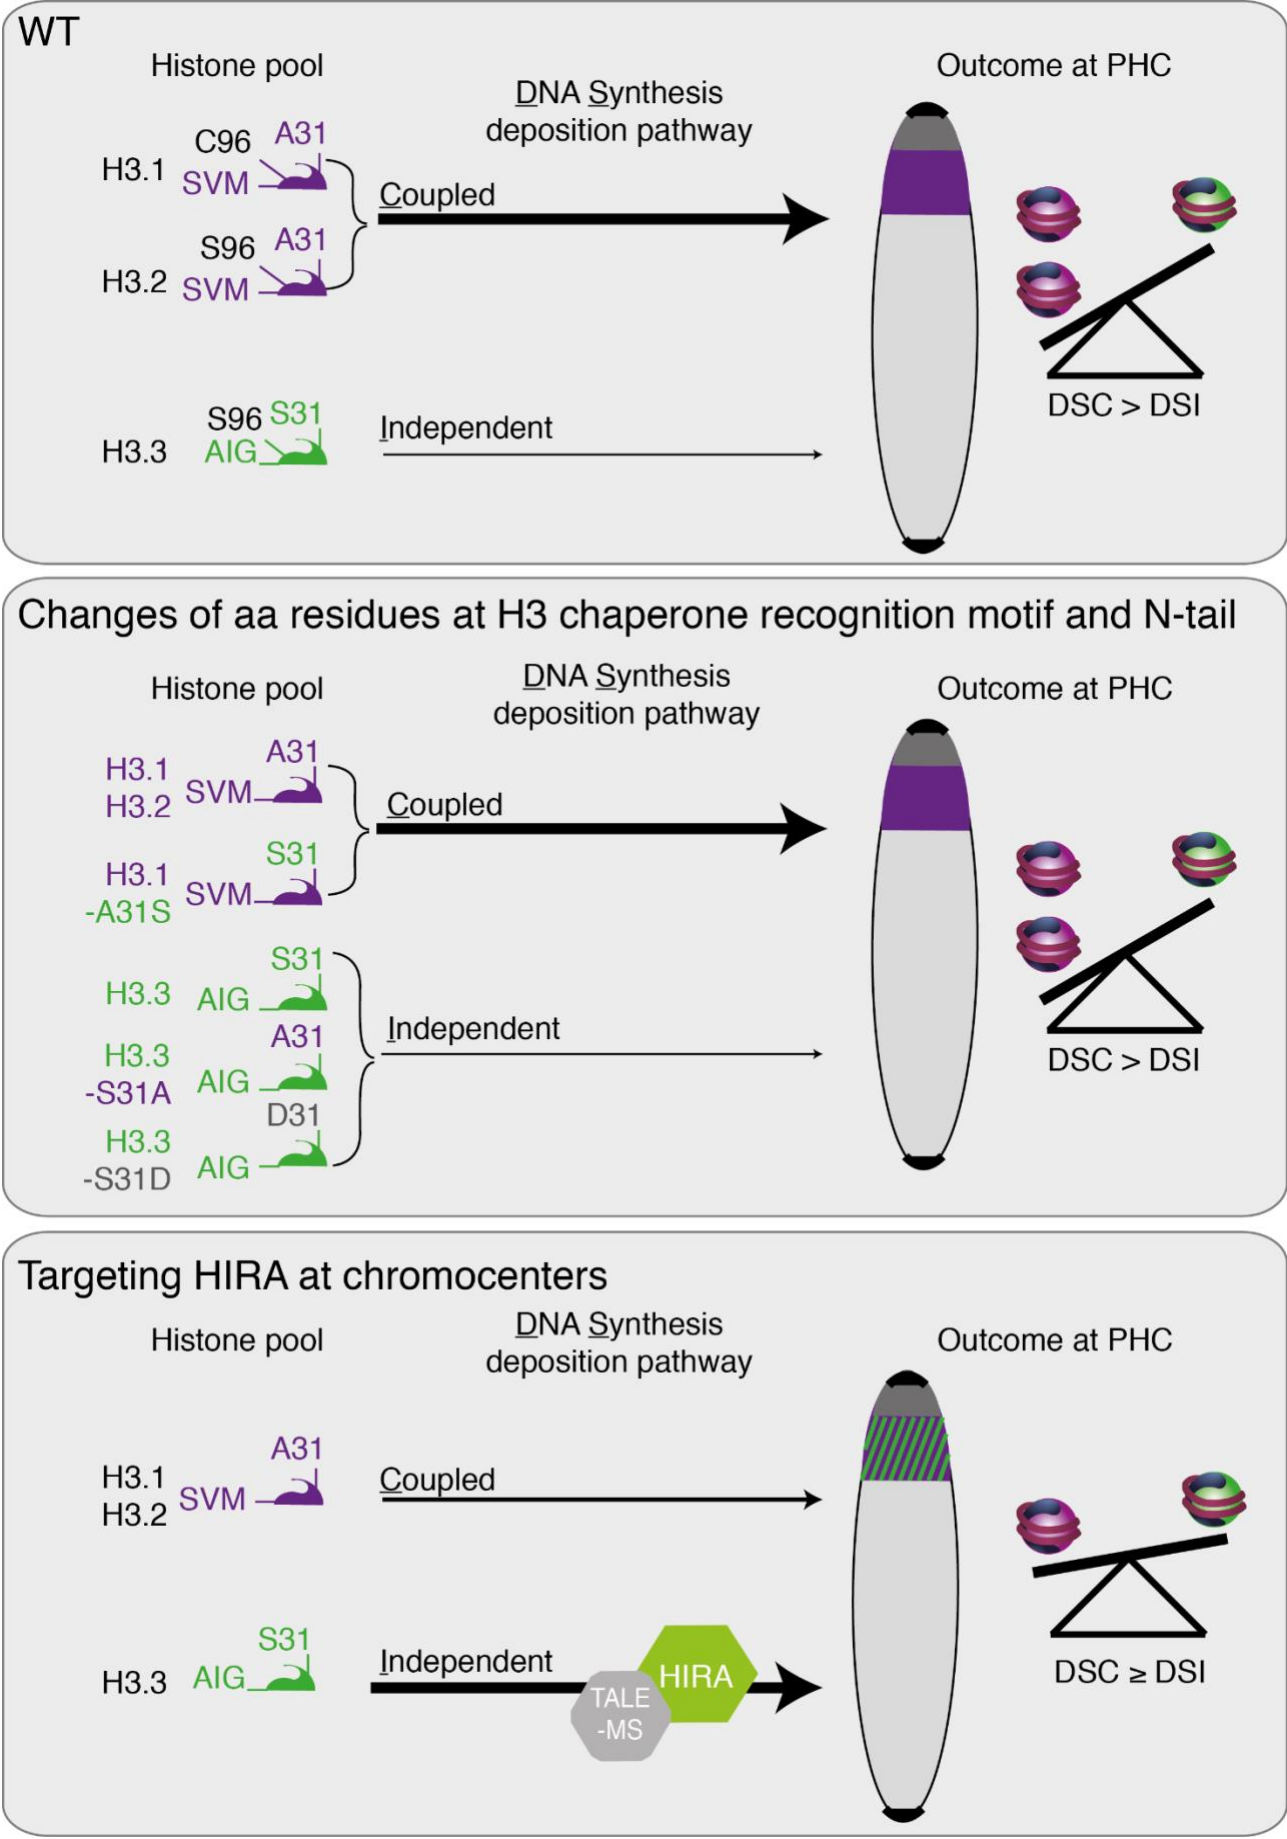 WT
Histone pool
DNA Synthesis
deposition pathway
Outcome at PHC
H3.1
C96
A31
SVM
H3.2
S96
A31
SVM
Coupled
H3.3
S96
S31
AIG
Independent
DSC > DSI
Changes of aa residues at H3 chaperone recognition motif and N-tail
Histone pool
DNA Synthesis
deposition pathway
Outcome at PHC
H3.1
H3.2
A31
SVM
H3.1
-A31S
S31
SVM
Coupled
H3.3
S31
AIG
H3.3
-S31A
A31
AIG
H3.3
-S31D
D31
AIG
Independent
DSC > DSI
Targeting HIRA at chromocenters
Histone pool
DNA Synthesis
deposition pathway
Outcome at PHC
H3.1
H3.2
A31
SVM
Coupled
H3.3
S31
AIG
Independent
TALE
-MS
HIRA
DSC ≥ DSI